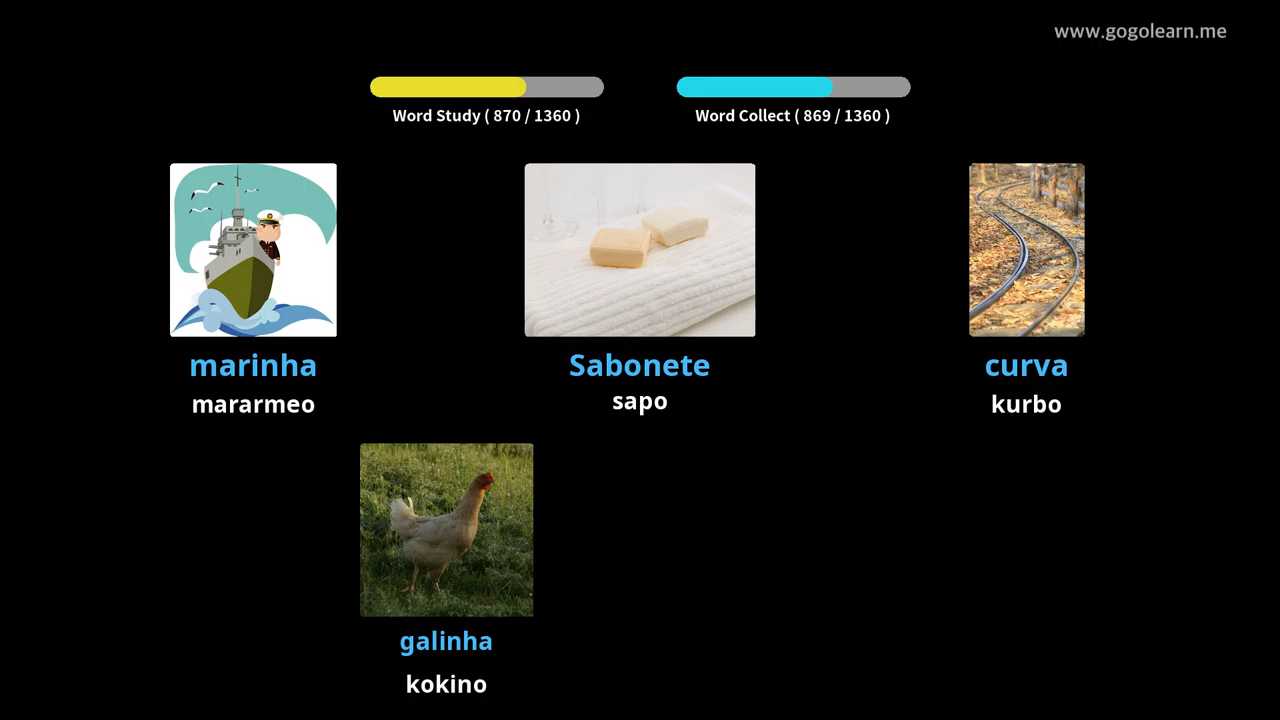 www.gogolearn.me
Word Study ( 870 / 1360 )
Word Collect ( 869 / 1360 )
marinha
mararmeo
Sabonete
sapo
curva
kurbo
galinha
kokino